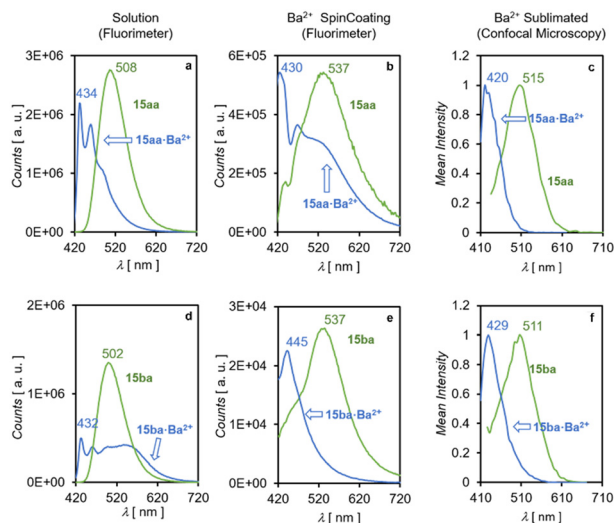 Solution
(Fluorimeter)
Ba²⁺ SpinCoating
(Fluorimeter)
Ba²⁺ Sublimated
(Confocal Microscopy)
3E+06
2E+06
1E+06
0E+00
Counts [ a. u. ]
434
508
a
15aa
15aa·Ba²⁺
420 520 620 720
λ [ nm ]
6E+05
5E+05
3E+05
2E+05
0E+00
Counts [ a. u. ]
430
537
b
15aa
15aa·Ba²⁺
420 520 620 720
λ [ nm ]
1.2
1
0.8
0.6
0.4
0.2
0
Mean Intensity
420
515
c
15aa·Ba²⁺
15aa
410 510 610 710
λ [ nm ]
2E+06
1E+06
0E+00
Counts [ a. u. ]
432
502
d
15ba
15ba·Ba²⁺
420 520 620 720
λ [ nm ]
3E+04
2E+04
1E+04
0E+00
Counts [ a. u. ]
445
537
e
15ba
15ba·Ba²⁺
420 520 620 720
λ [ nm ]
1.2
1
0.8
0.6
0.4
0.2
0
Mean Intensity
429
511
f
15ba
15ba·Ba²⁺
410 510 610 710
λ [ nm ]